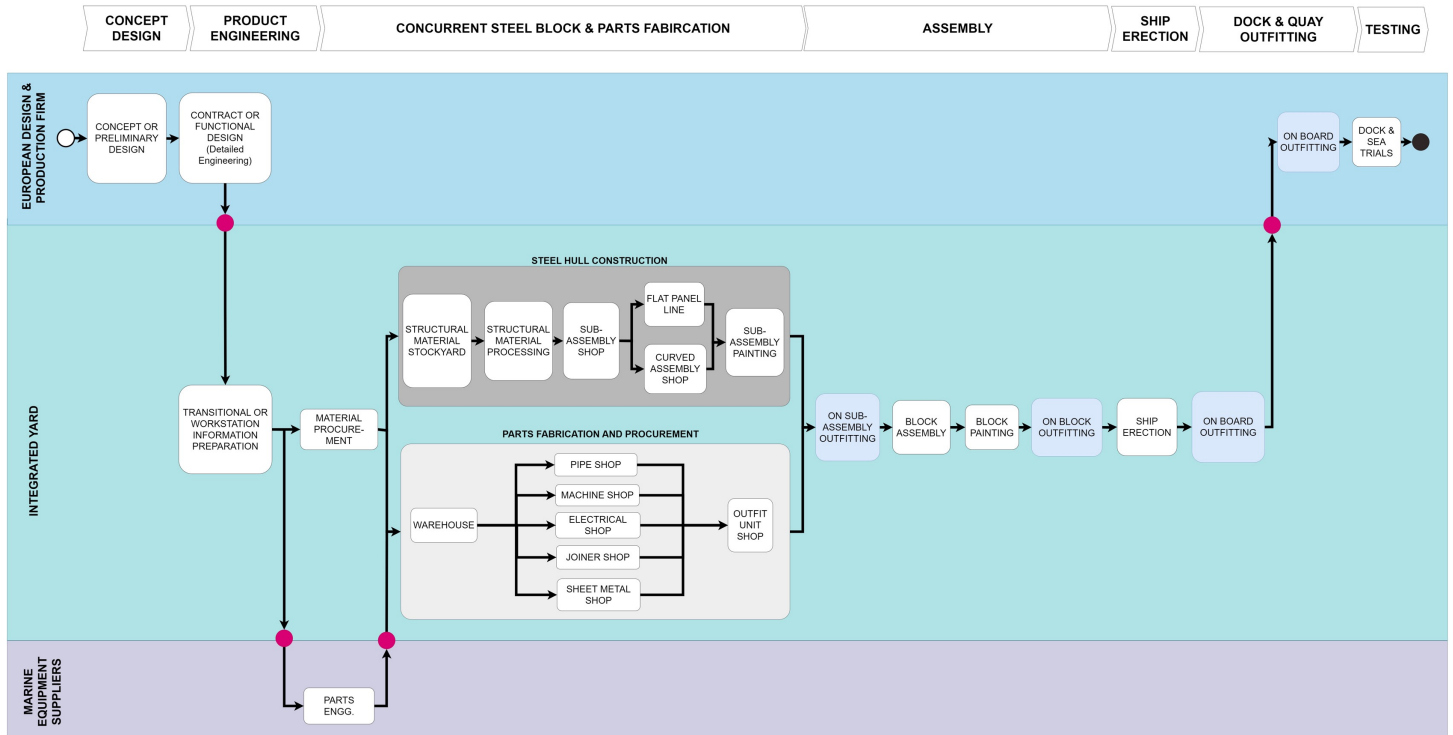 CONCEPT
DESIGN
PRODUCT
ENGINEERING
CONCURRENT STEEL BLOCK & PARTS FABIRCATION
ASSEMBLY
SHIP
ERECTION
DOCK & QUAY
OUTFITTING
TESTING
EUROPEAN DESIGN &
PRODUCTION FIRM
CONCEPT OR
PRELIMINARY
DESIGN
CONTRACT OR
FUNCTIONAL
DESIGN
(Detailed
Engineering)
ON BOARD
OUTFITTING
DOCK &
SEA
TRIALS
INTEGRATED YARD
TRANSITIONAL OR
WORKSTATION
INFORMATION
PREPARATION
MATERIAL
PROCURE-
MENT
STEEL HULL CONSTRUCTION
STRUCTURAL
MATERIAL
STOCKYARD
STRUCTURAL
MATERIAL
PROCESSING
SUB-
ASSEMBLY
SHOP
FLAT PANEL
LINE
CURVED
ASSEMBLY
SHOP
SUB-
ASSEMBLY
PAINTING
PARTS FABRICATION AND PROCUREMENT
WAREHOUSE
PIPE SHOP
MACHINE SHOP
ELECTRICAL
SHOP
JOINER SHOP
SHEET METAL
SHOP
OUTFIT
UNIT
SHOP
ON SUB-
ASSEMBLY
OUTFITTING
BLOCK
ASSEMBLY
BLOCK
PAINTING
ON BLOCK
OUTFITTING
SHIP
ERECTION
ON BOARD
OUTFITTING
MARINE
EQUIPMENT
SUPPLIERS
PARTS
ENGG.